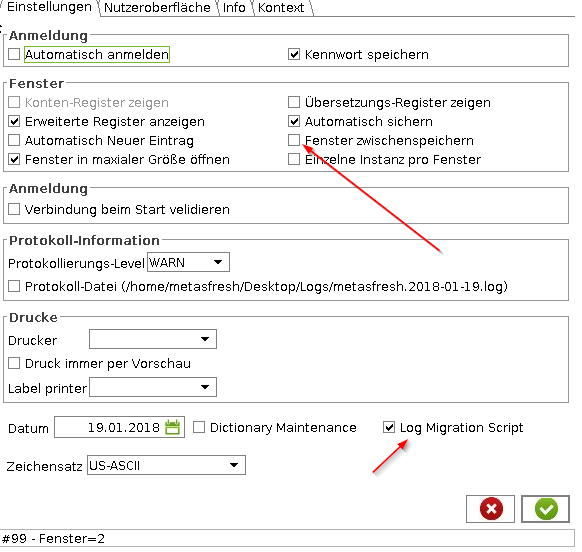 Einstellungen Nutzeroberfläche Info Kontext
Anmeldung
Automatisch anmelden Kennwort speichern
Fenster
Konten-Register zeigen Übersetzungs-Register zeigen
Erweiterte Register anzeigen Automatisch sichern
Automatisch Neuer Eintrag Fenster zwischenspeichern
Fenster in maxialer Größe öffnen Einzelne Instanz pro Fenster
Anmeldung
Verbindung beim Start velidieren
Protokoll-Information
Protokollierungs-Level WARN
Protokoll-Datei (/home/metasfresh/Desktop/Logs/metasfresh.2018-01-19.log)
Drucke
Drucker
Druck immer per Vorschau
Label printer
Datum 19.01.2018 Dictionary Maintenance Log Migration Script
Zeichensatz US-ASCII
#99 - Fenster=2